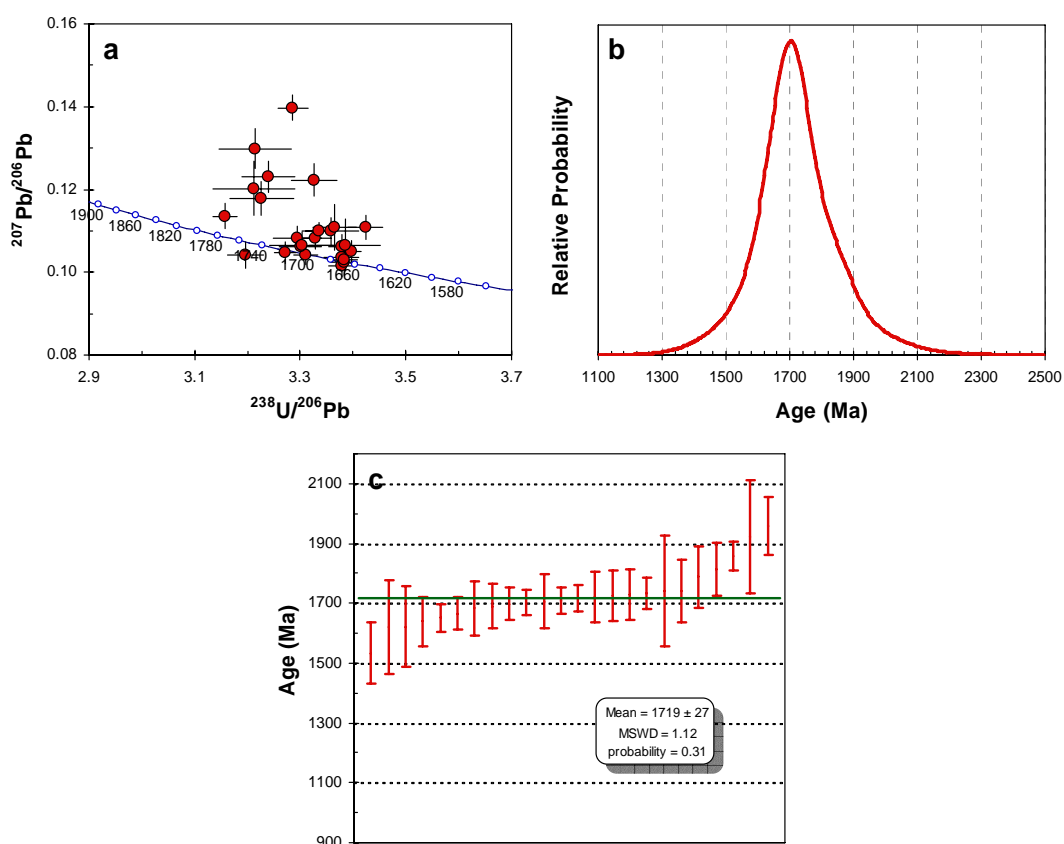 0.16
0.14
0.12
0.10
0.08
²⁰⁷Pb/²⁰⁶Pb
a
1900
1860
1820
1780
1700
1660
1620
1580
2.9 3.1 3.3 3.5 3.7
²³⁸U/²⁰⁶Pb
b
Relative Probability
1100 1300 1500 1700 1900 2100 2300 2500
Age (Ma)
c
2100
1900
1700
1500
1300
1100
900
Age (Ma)
Mean = 1719 ± 27
MSWD = 1.12
probability = 0.31